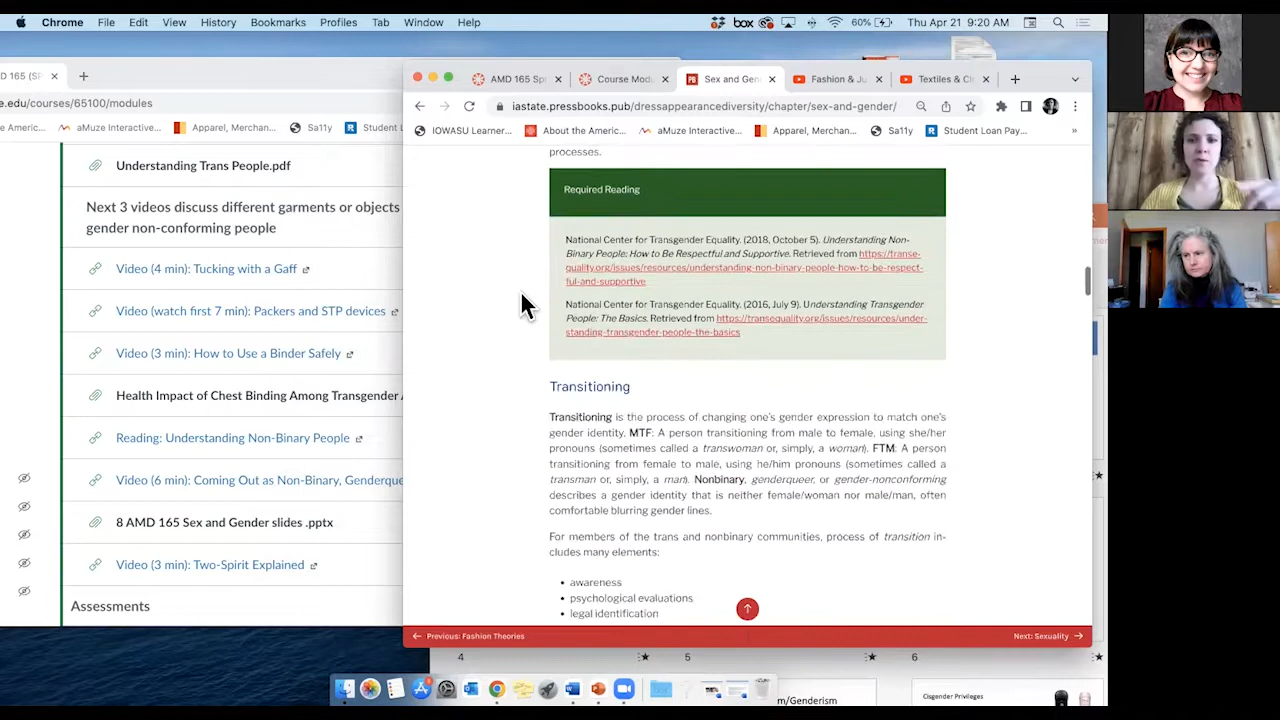 Chrome File Edit View History Bookmarks Profiles Tab Window Help
box 60% Thu Apr 21 9:20 AM
D 165 (SP
e.edu/courses/65100/modules
Americ... aMuze Interactive... Apparel, Merchan... Sa11y Student L
Understanding Trans People.pdf
Next 3 videos discuss different garments or objects
gender non-conforming people
Video (4 min): Tucking with a Gaff
Video (watch first 7 min): Packers and STP devices
Video (3 min): How to Use a Binder Safely
Health Impact of Chest Binding Among Transgender A
Reading: Understanding Non-Binary People
Video (6 min): Coming Out as Non-Binary, Genderque
8 AMD 165 Sex and Gender slides .pptx
Video (3 min): Two-Spirit Explained
Assessments
AMD 165 Spr
Course Modu
Sex and Gen
Fashion & Ju
Textiles & Cl
iastate.pressbooks.pub/dressappearancediversity/chapter/sex-and-gender/
IOWASU Learner... About the Americ... aMuze Interactive... Apparel, Merchan... Sa11y Student Loan Pay... »
processes.
Required Reading
National Center for Transgender Equality. (2018, October 5). Understanding Non-
Binary People: How to Be Respectful and Supportive. Retrieved from https://transe-
quality.org/issues/resources/understanding-non-binary-people-how-to-be-respect-
ful-and-supportive
National Center for Transgender Equality. (2016, July 9). Understanding Transgender
People: The Basics. Retrieved from https://transequality.org/issues/resources/under-
standing-transgender-people-the-basics
Transitioning
Transitioning is the process of changing one's gender expression to match one's
gender identity. MTF: A person transitioning from male to female, using she/her
pronouns (sometimes called a transwoman or, simply, a woman). FTM: A person
transitioning from female to male, using he/him pronouns (sometimes called a
transman or, simply, a man). Nonbinary, genderqueer, or gender-nonconforming
describes a gender identity that is neither female/woman nor male/man, often
comfortable blurring gender lines.
For members of the trans and nonbinary communities, process of transition in-
cludes many elements:
• awareness
• psychological evaluations
• legal identification
← Previous: Fashion Theories
Next: Sexuality →
4 5 6
m/Genderism
Cisgender Privileges